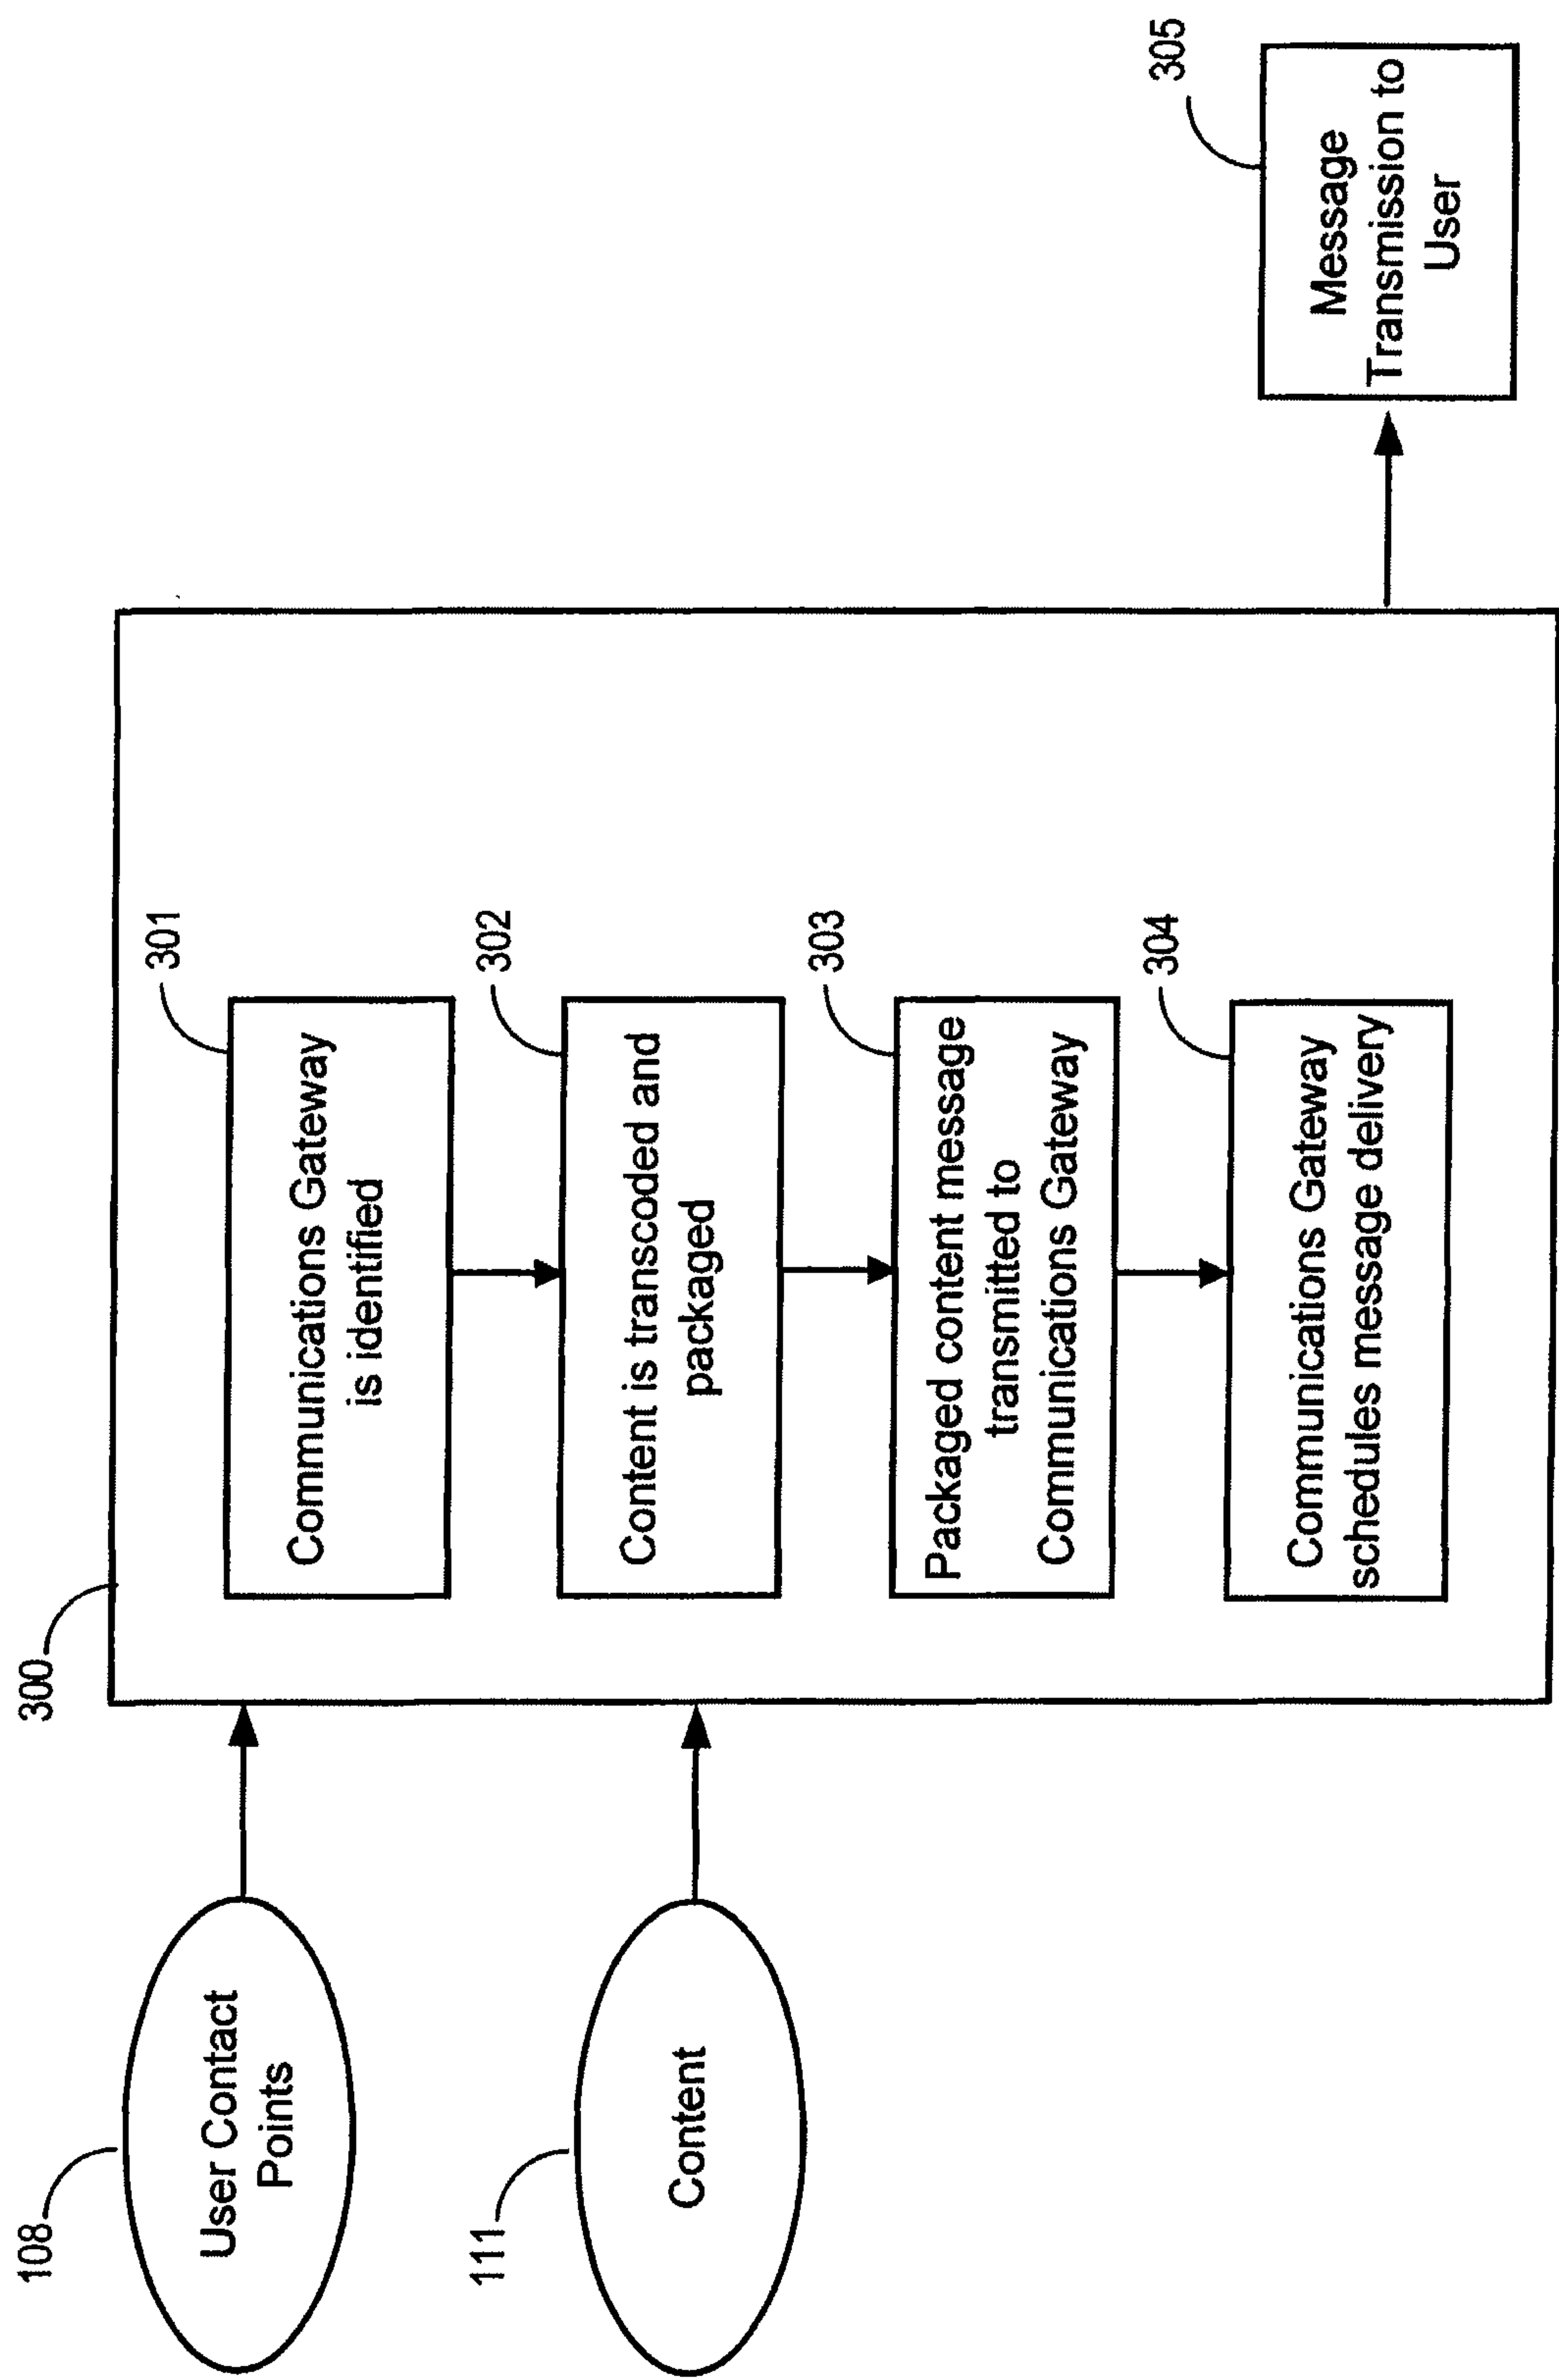 108
User Contact
Points
111
Content
300
301
Communications Gateway
is identified
302
Content is transcoded and
packaged
303
Packaged content message
transmitted to
Communications Gateway
304
Communications Gateway
schedules message delivery
305
Message
Transmission to
User